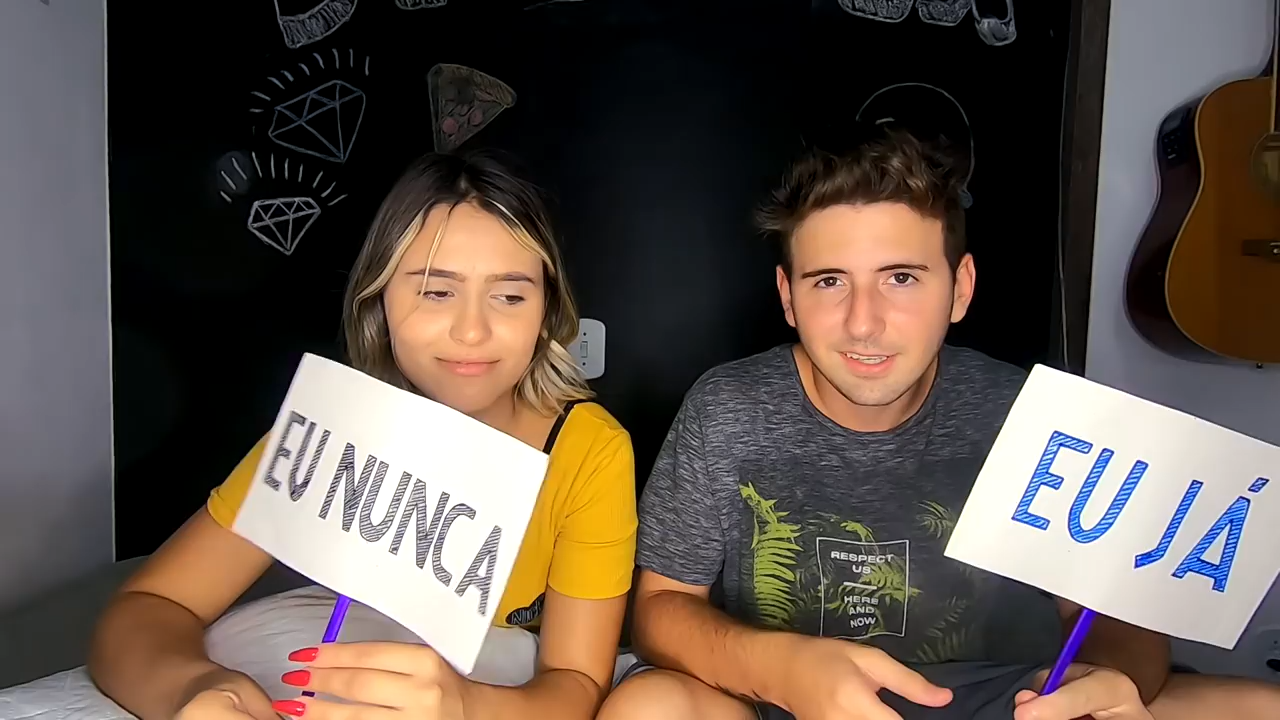 EU NUNCA
EU JÁ
RESPECT
US
HERE
AND
NOW